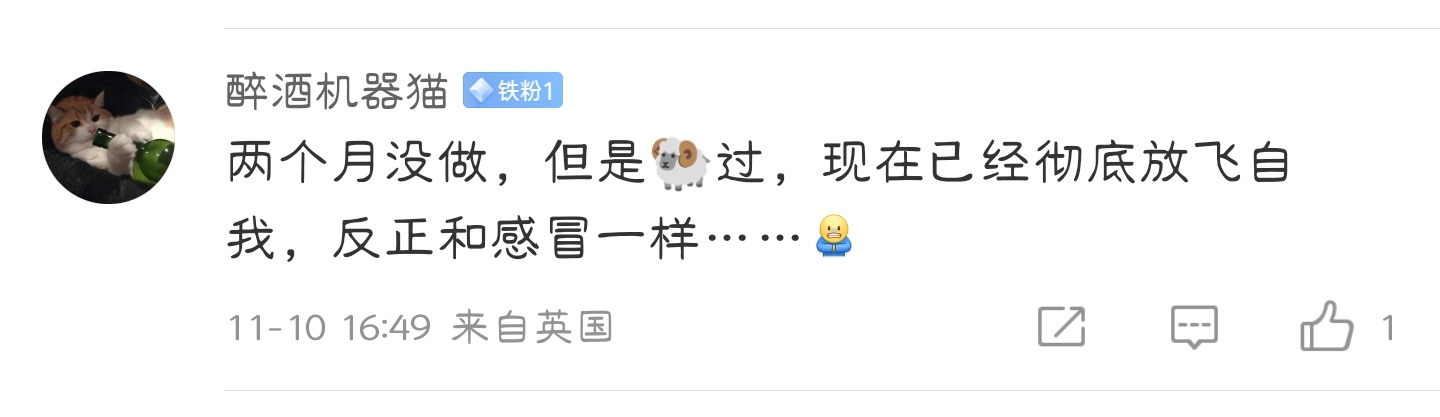 醉酒机器猫 铁粉1
两个月没做，但是🐏过，现在已经彻底放飞自
我，反正和感冒一样……
11-10 16:49 来自英国 1